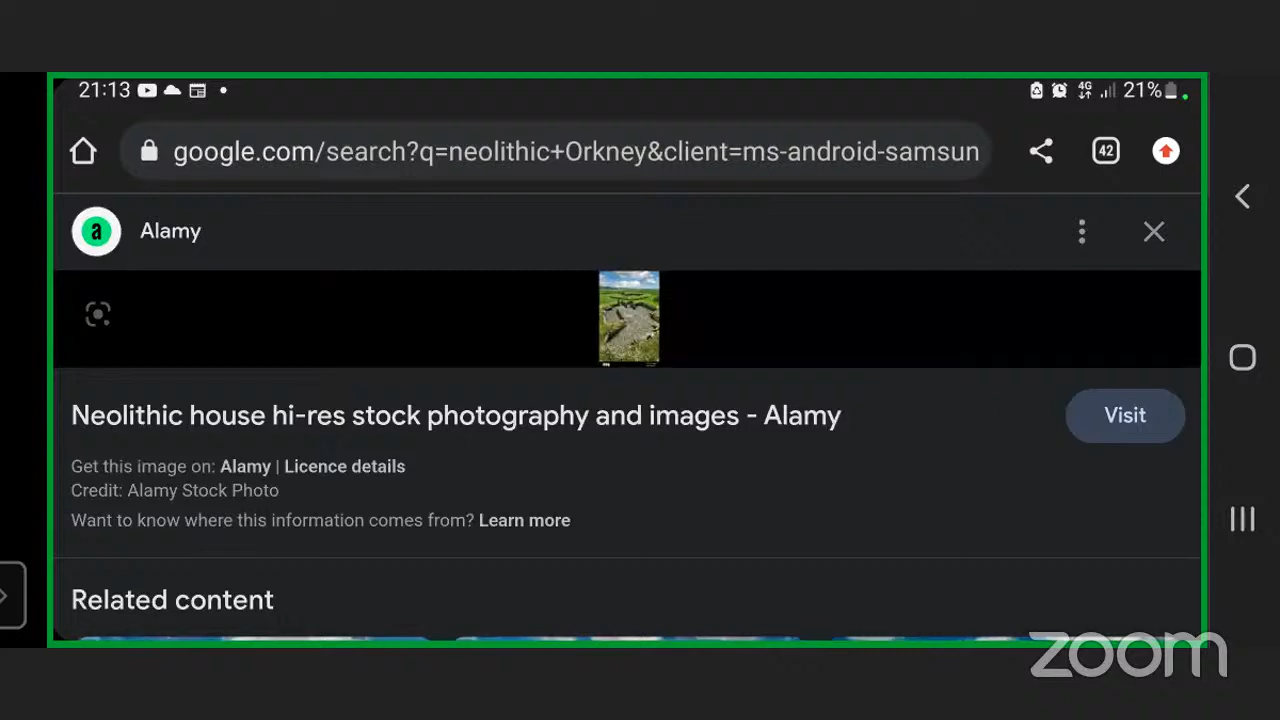 21:13
4G
21%
google.com/search?q=neolithic+Orkney&client=ms-android-samsun
42
a
Alamy
Neolithic house hi-res stock photography and images - Alamy
Visit
Get this image on: Alamy | Licence details
Credit: Alamy Stock Photo
Want to know where this information comes from? Learn more
Related content
zoom